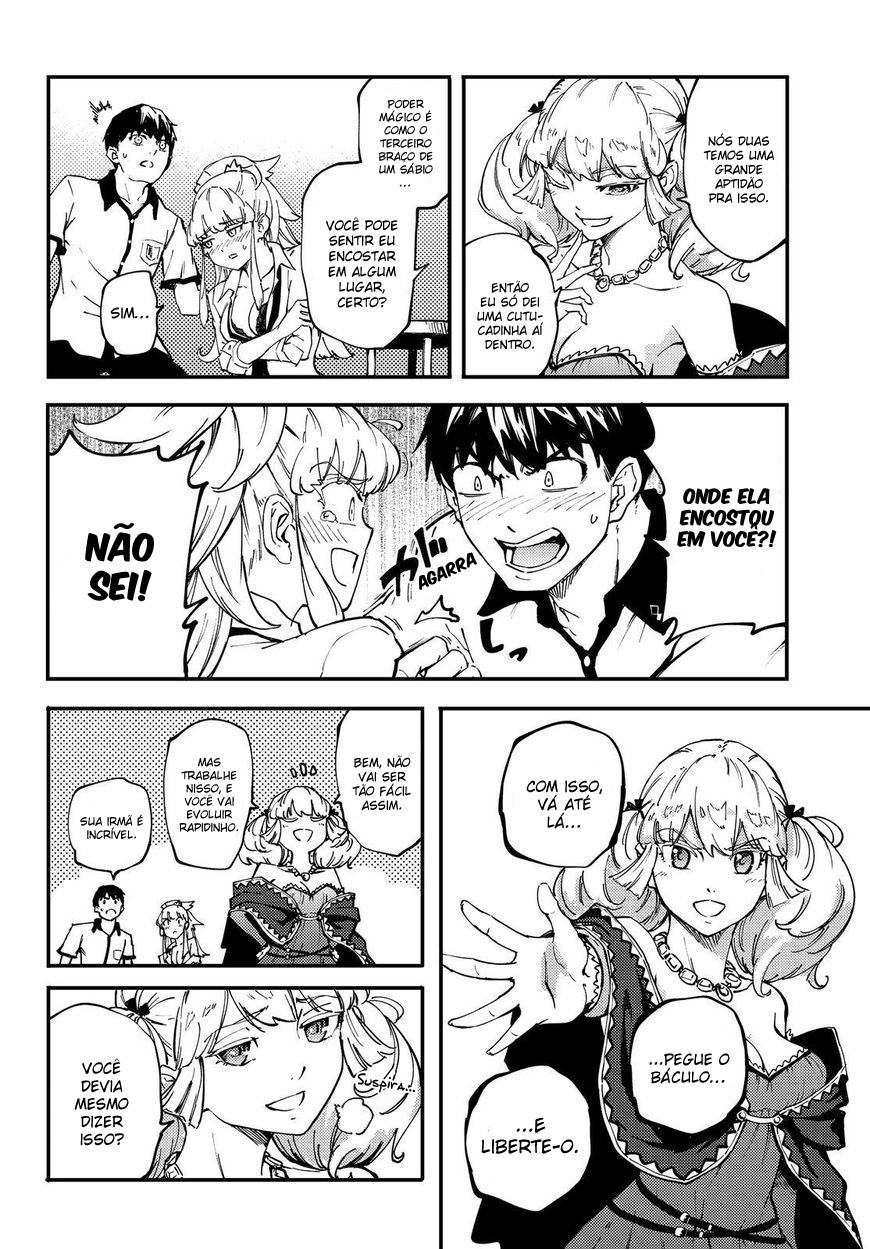 NÓS DUAS
TEMOS UMA
GRANDE
APTIDÃO
PRA ISSO.
ENTÃO
EU SÓ DEI
UMA CUTU-
CADINHA AÍ
DENTRO.
PODER
MÁGICO É
COMO O
TERCEIRO
BRAÇO DE
UM SÁBIO
...
VOCÊ PODE
SENTIR EU
ENCOSTAR
EM ALGUM
LUGAR,
CERTO?
SIM...
ONDE ELA
ENCOSTOU
EM VOCÊ?!
AGARRA
NÃO
SEI!
COM ISSO,
VÁ ATÉ
LÁ...
...PEGUE O
BÁCULO...
...E
LIBERTE-O.
BEM, NÃO
VAI SER
TÃO FÁCIL
ASSIM.
MAS
TRABALHE
NISSO, E
VOCÊ VAI
EVOLUIR
RAPIDINHO.
SUA IRMÃ É
INCRÍVEL.
Suspira...
VOCÊ
DEVIA
MESMO
DIZER
ISSO?